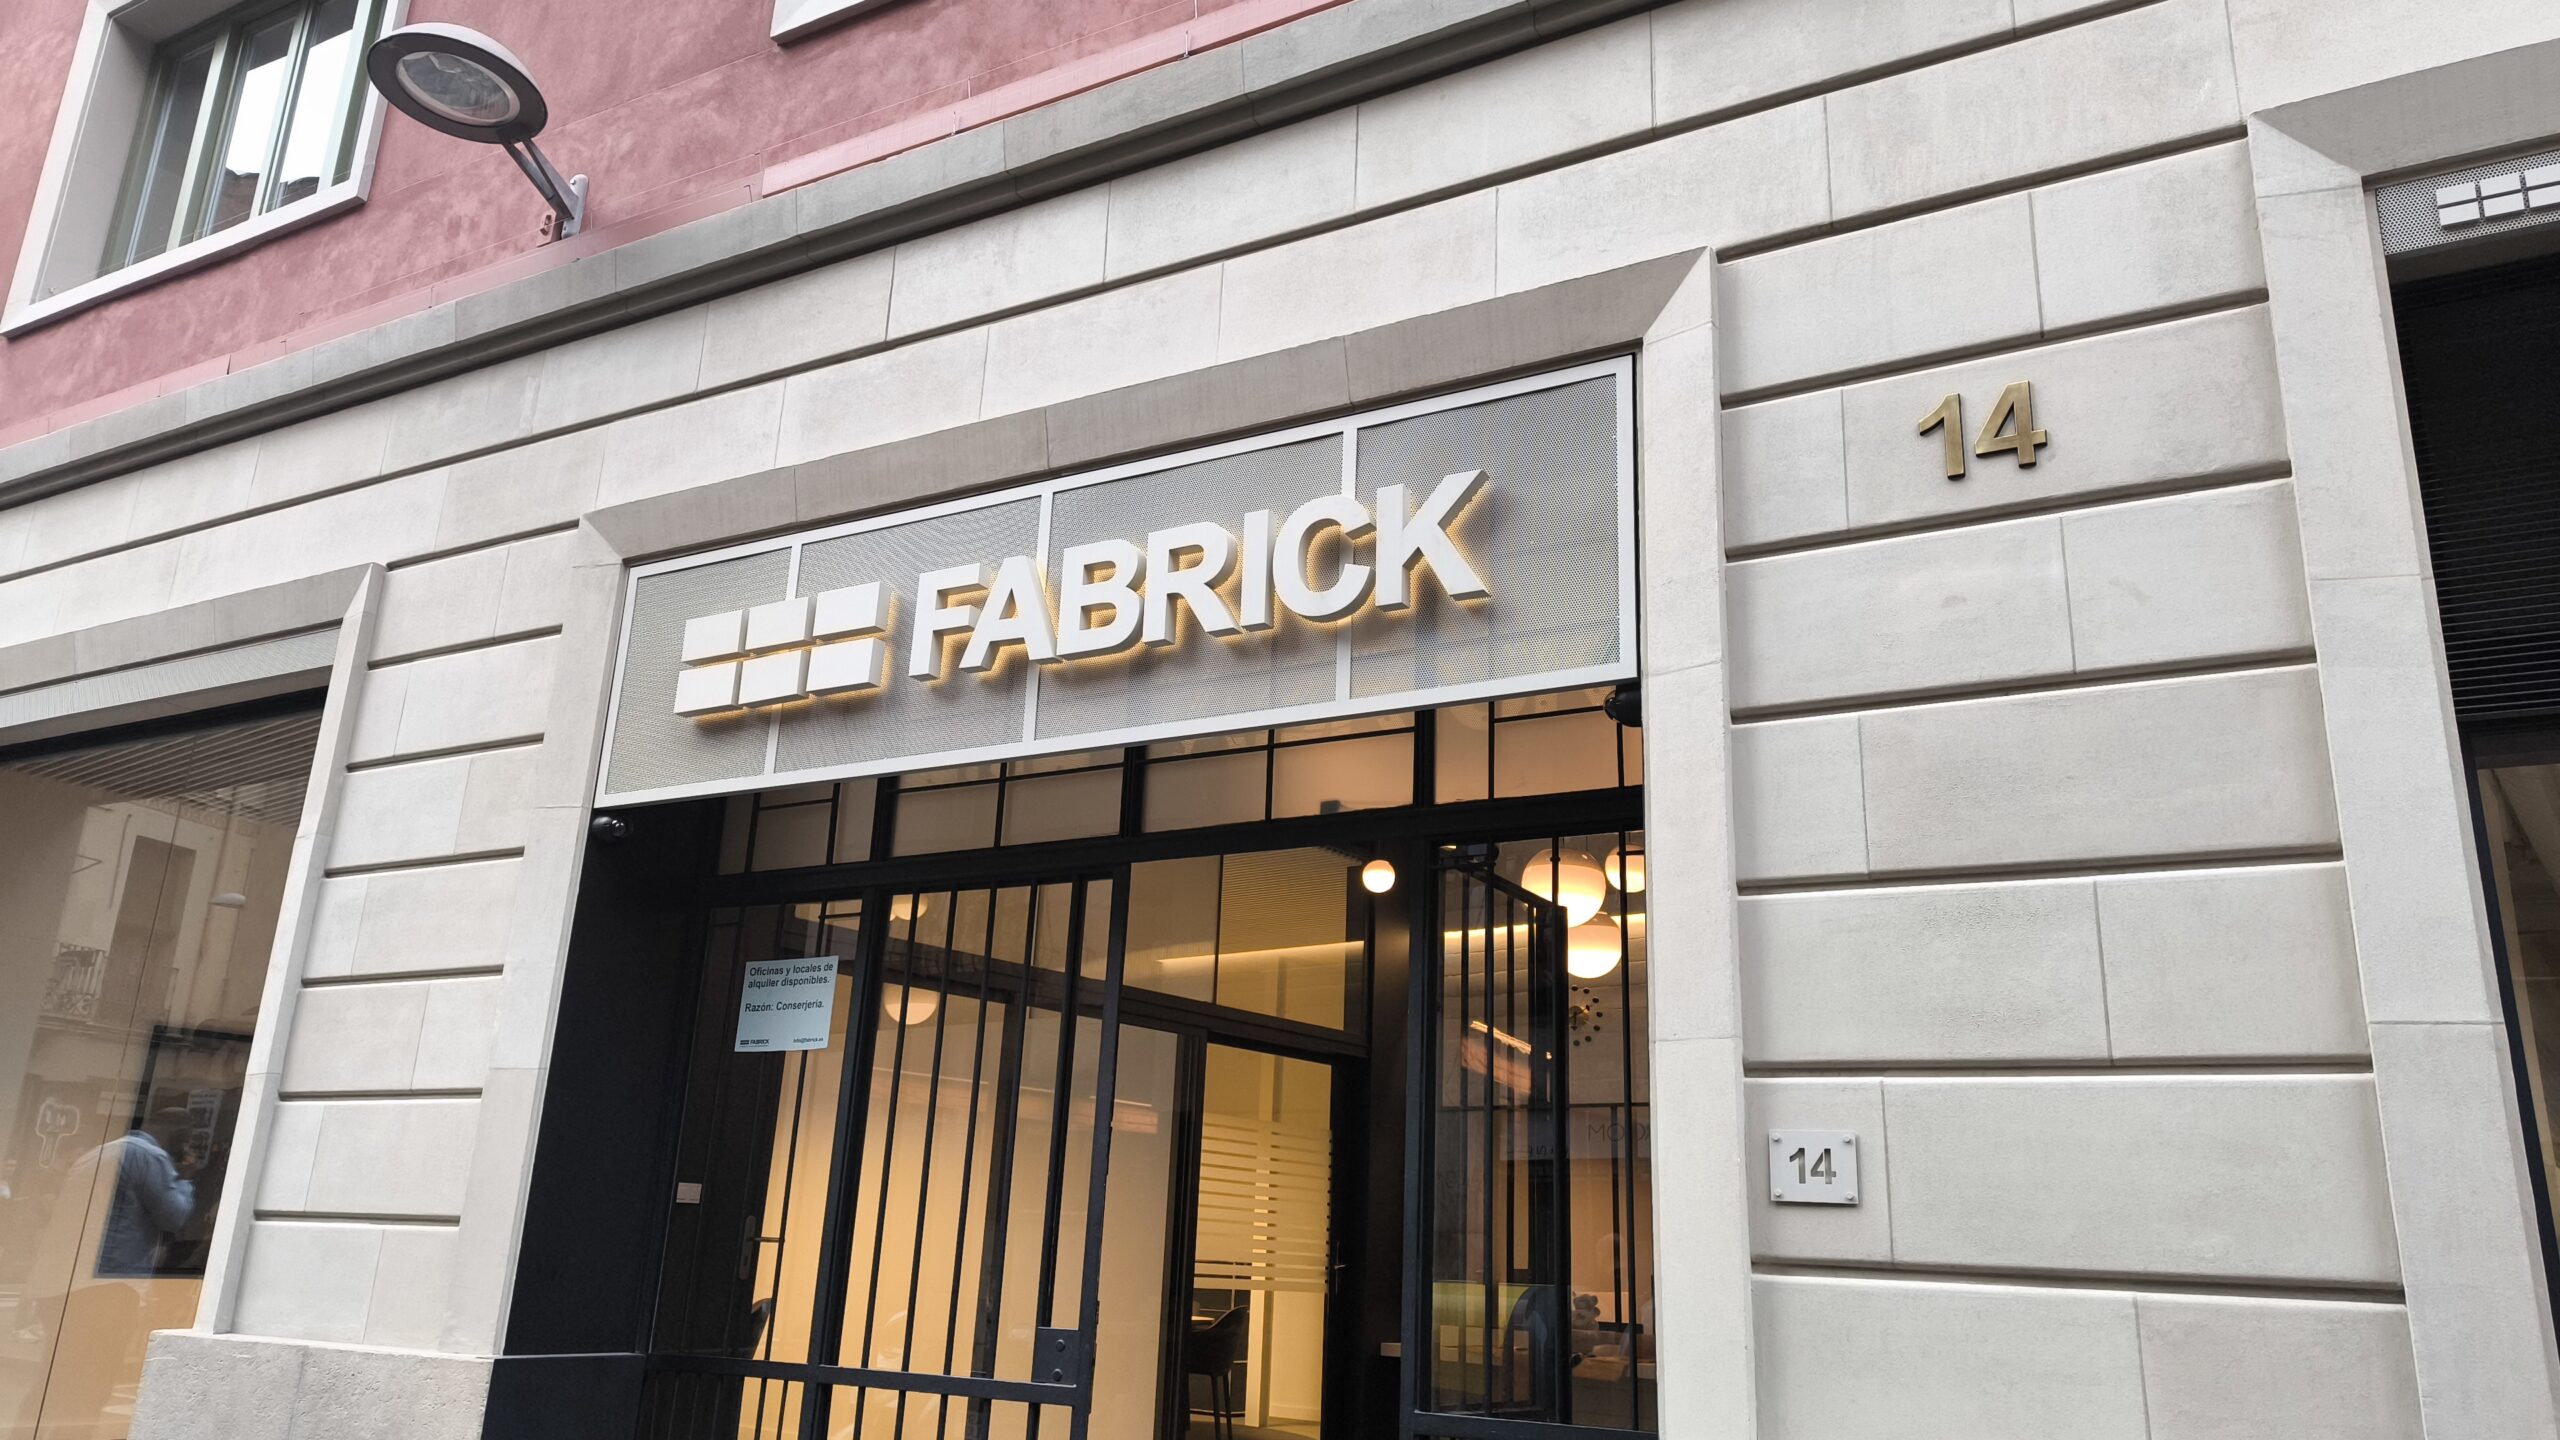 FABRICK
14
Oficinas y locales de
alquiler disponibles.
Razón: Conserjería.
FABRICK
info@fabrick.es
14